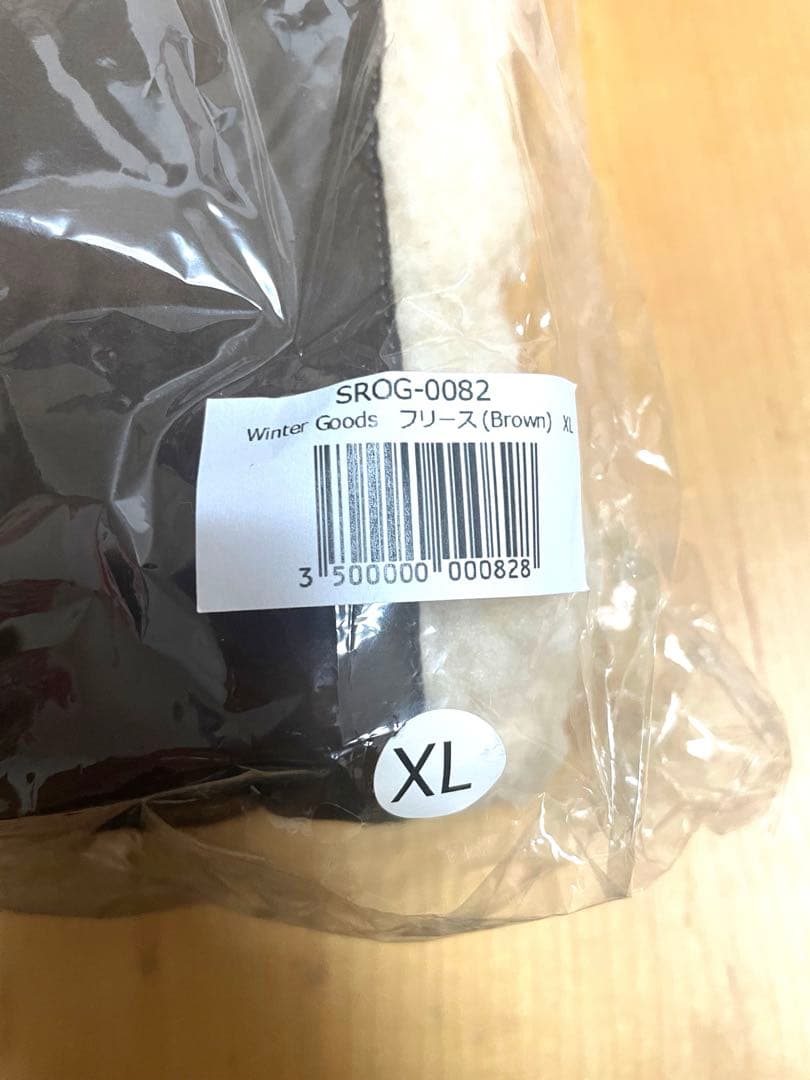 SROG-0082
Winter Goods　フリース(Brown) XL
3 500000 000828
XL